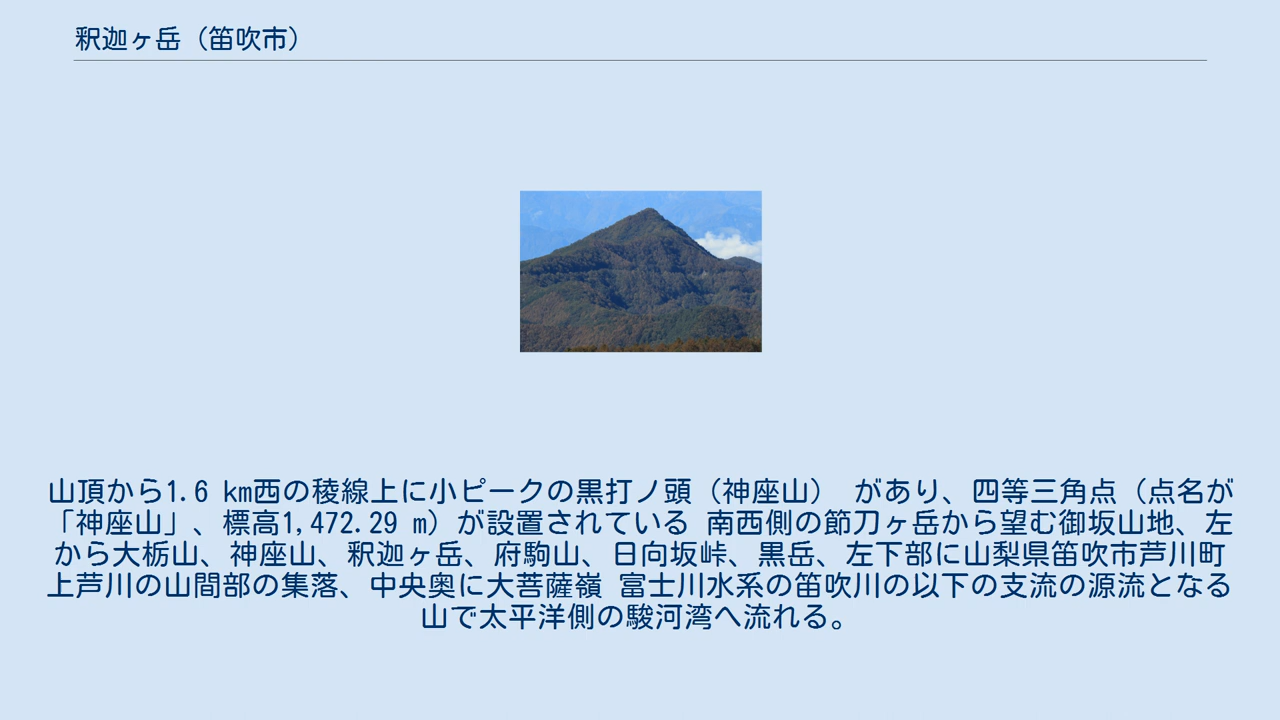 釈迦ヶ岳（笛吹市）
山頂から1.6 km西の稜線上に小ピークの黒打ノ頭（神座山） があり、四等三角点（点名が
「神座山」、標高1,472.29 m）が設置されている 南西側の節刀ヶ岳から望む御坂山地、左
から大栃山、神座山、釈迦ヶ岳、府駒山、日向坂峠、黒岳、左下部に山梨県笛吹市芦川町
上芦川の山間部の集落、中央奥に大菩薩嶺 富士川水系の笛吹川の以下の支流の源流となる
山で太平洋側の駿河湾へ流れる。